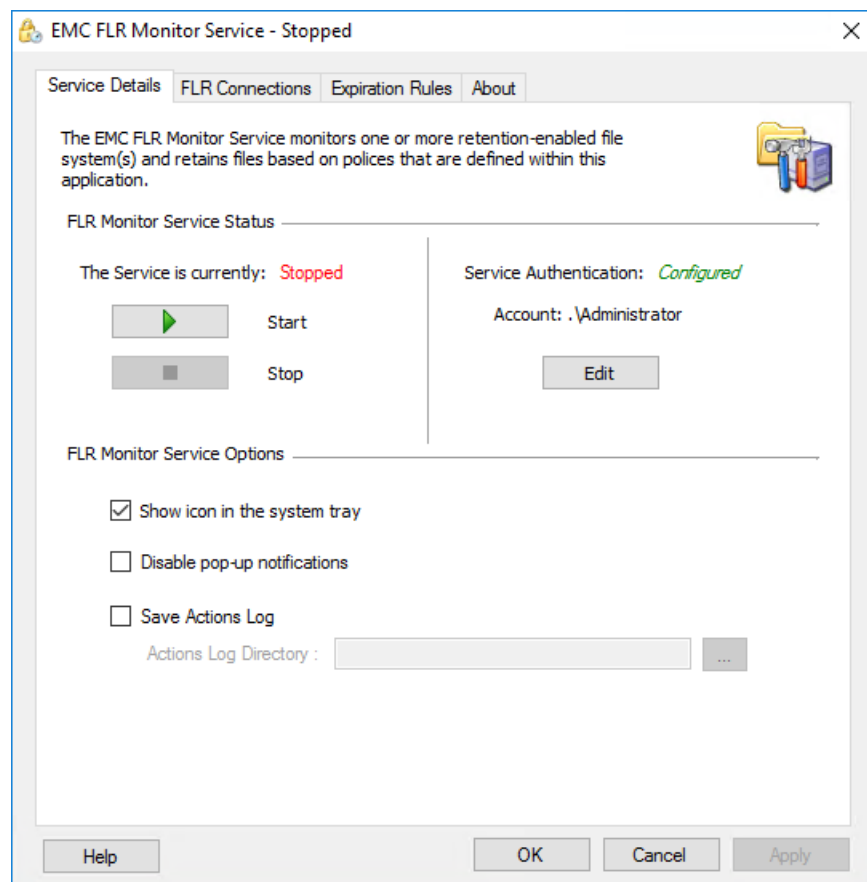 EMC FLR Monitor Service - Stopped
Service Details FLR Connections Expiration Rules About
The EMC FLR Monitor Service monitors one or more retention-enabled file
system(s) and retains files based on polices that are defined within this
application.
FLR Monitor Service Status
The Service is currently: Stopped
Start
Stop
Service Authentication: Configured
Account: .\Administrator
Edit
FLR Monitor Service Options
Show icon in the system tray
Disable pop-up notifications
Save Actions Log
Actions Log Directory :
...
Help OK Cancel Apply